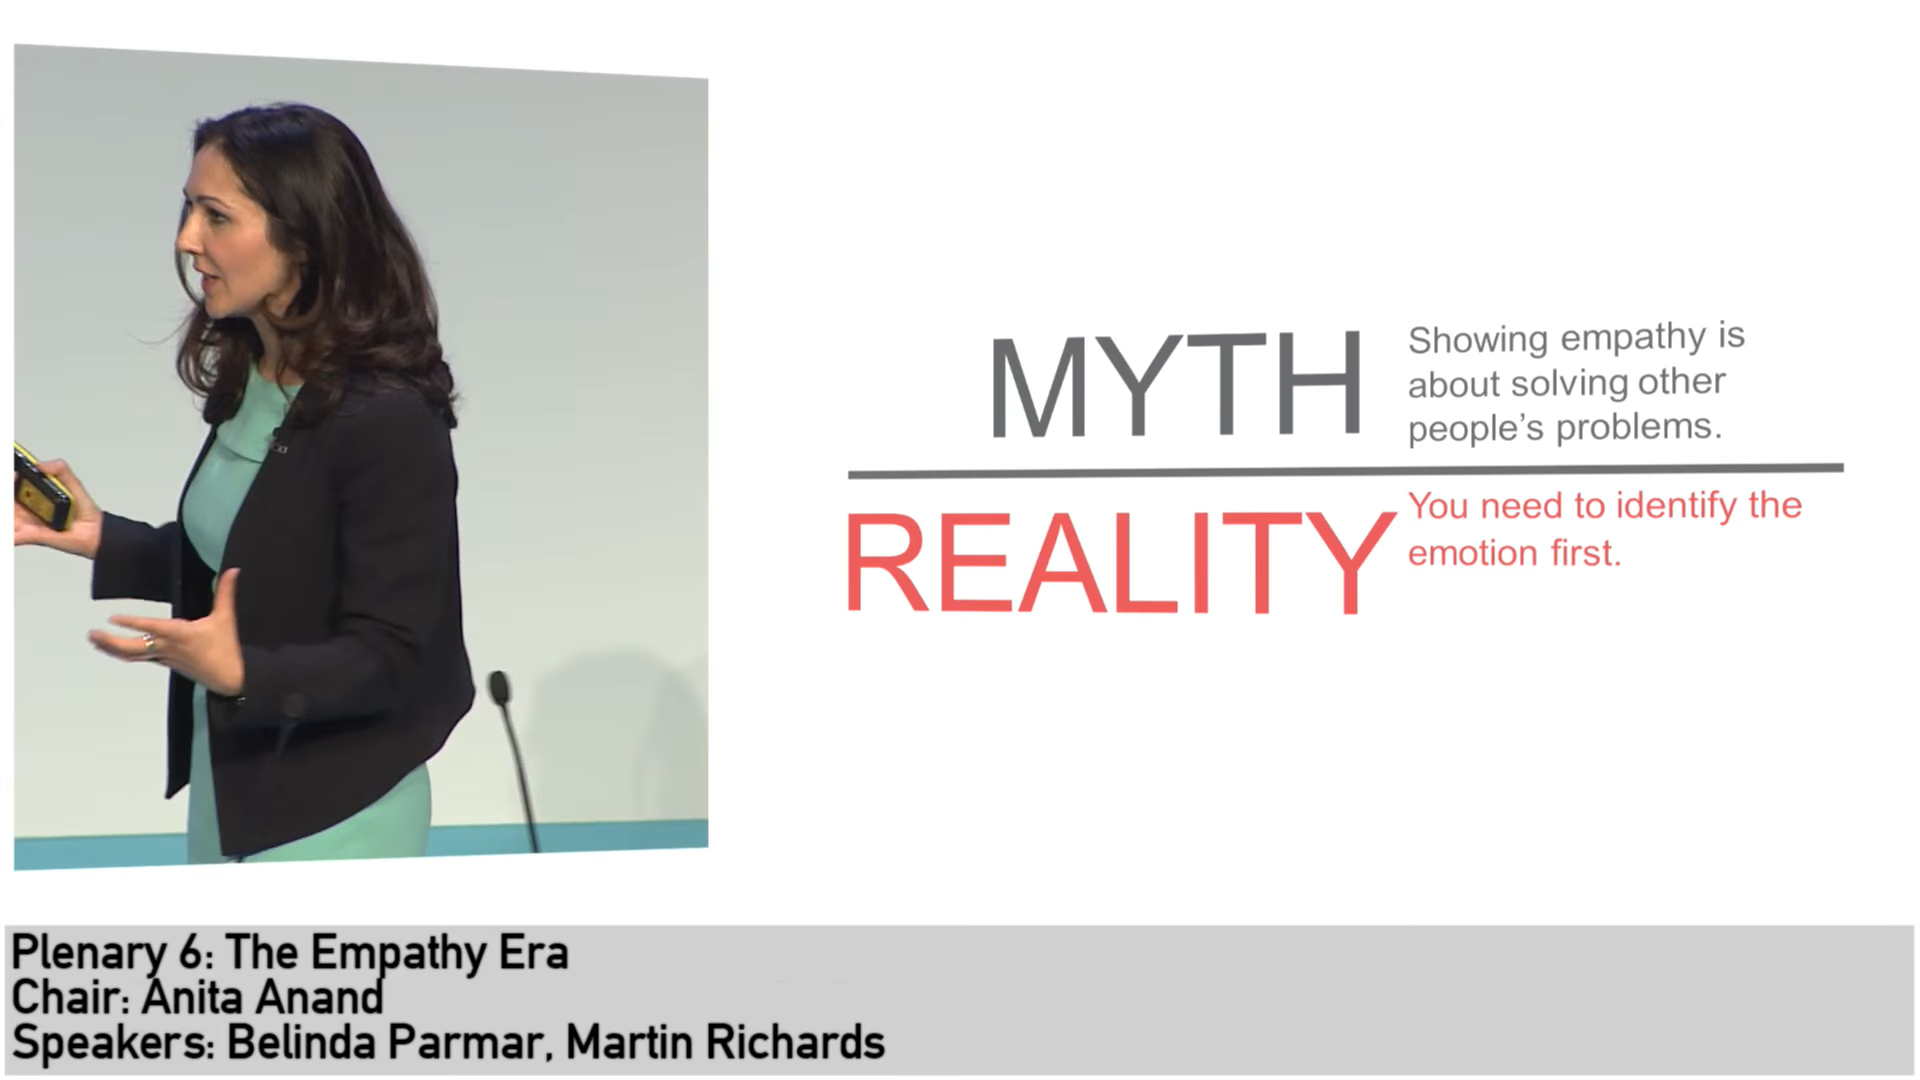 MYTH
Showing empathy is
about solving other
people's problems.
REALITY
You need to identify the
emotion first.
Plenary 6: The Empathy Era
Chair: Anita Anand
Speakers: Belinda Parmar, Martin Richards